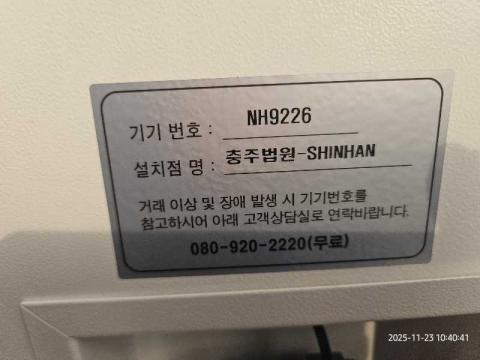 기기 번호 : NH9226
설치점 명 : 충주법원-SHINHAN
거래 이상 및 장애 발생 시 기기번호를
참고하시어 아래 고객상담실로 연락바랍니다.
080-920-2220(무료)
2025-11-23 10:40:41